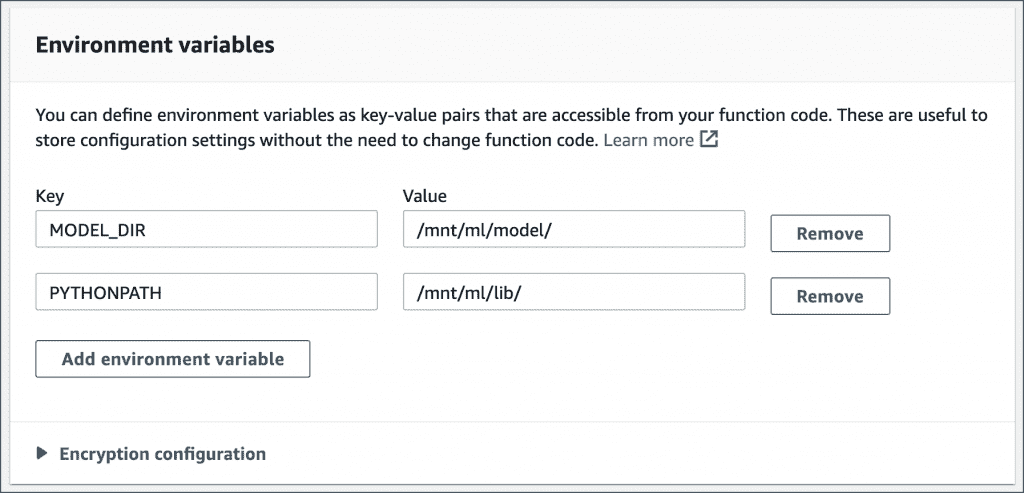 Environment variables
You can define environment variables as key-value pairs that are accessible from your function code. These are useful to
store configuration settings without the need to change function code. Learn more
Key Value
MODEL_DIR /mnt/ml/model/ Remove
PYTHONPATH /mnt/ml/lib/ Remove
Add environment variable
Encryption configuration